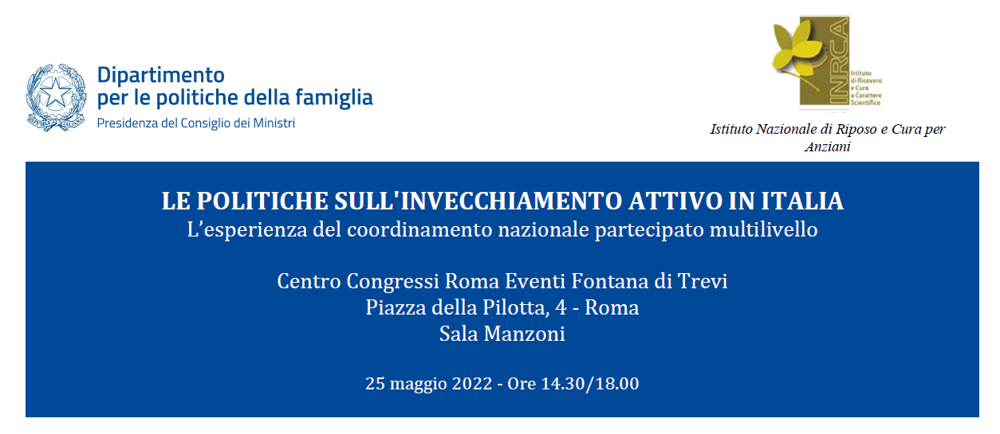 Dipartimento
per le politiche della famiglia
Presidenza del Consiglio dei Ministri
REPVBBLICA ITALIANA
INRCA
Istituto
di Ricovero
e Cura
a Carattere
Scientifico
Istituto Nazionale di Riposo e Cura per
Anziani
LE POLITICHE SULL'INVECCHIAMENTO ATTIVO IN ITALIA
L’esperienza del coordinamento nazionale partecipato multilivello
Centro Congressi Roma Eventi Fontana di Trevi
Piazza della Pilotta, 4 - Roma
Sala Manzoni
25 maggio 2022 - Ore 14.30/18.00